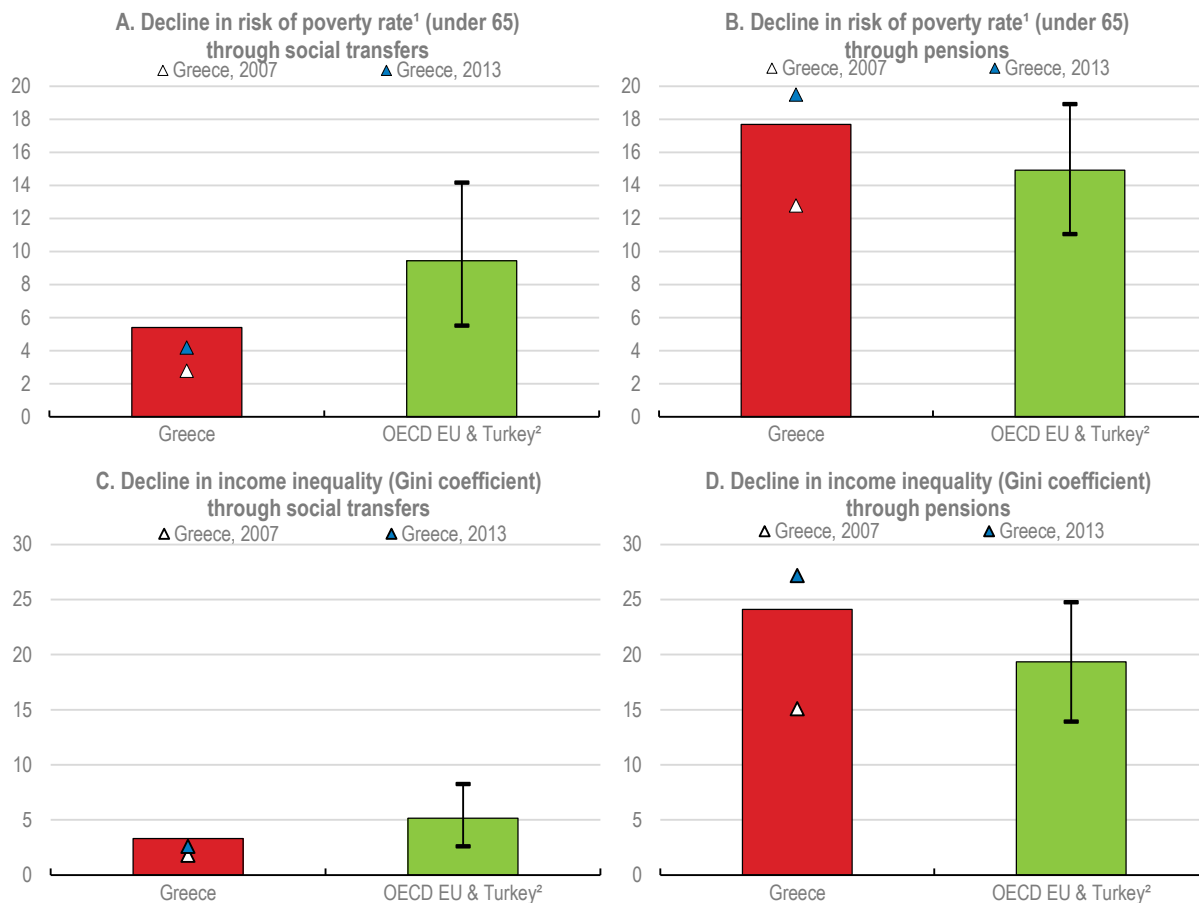 A. Decline in risk of poverty rate¹ (under 65)
through social transfers
Greece, 2007
Greece, 2013
20
18
16
14
12
10
8
6
4
2
0
Greece
OECD EU & Turkey²
B. Decline in risk of poverty rate¹ (under 65)
through pensions
Greece, 2007
Greece, 2013
20
18
16
14
12
10
8
6
4
2
0
Greece
OECD EU & Turkey²
C. Decline in income inequality (Gini coefficient)
through social transfers
Greece, 2007
Greece, 2013
30
25
20
15
10
5
0
Greece
OECD EU & Turkey²
D. Decline in income inequality (Gini coefficient)
through pensions
Greece, 2007
Greece, 2013
30
25
20
15
10
5
0
Greece
OECD EU & Turkey²